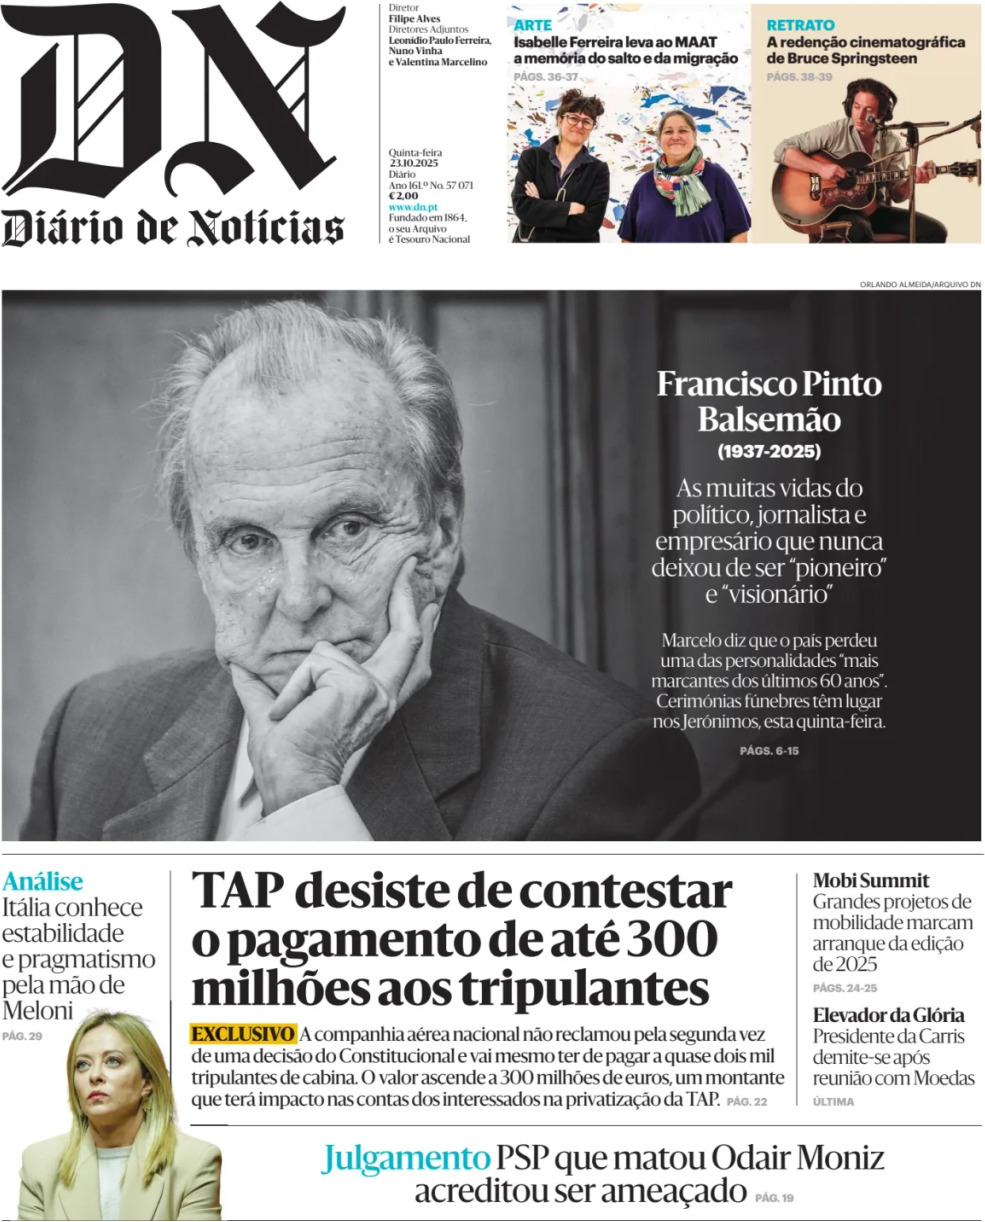 DN
Diário de Notícias
Diretor
Filipe Alves
Diretores Adjuntos
Leonídio Paulo Ferreira,
Nuno Vinha
e Valentina Marcelino
Quinta-feira
23.10.2025
Diário
Ano 161.º No. 57 071
€ 2,00
www.dn.pt
Fundado em 1864,
o seu Arquivo
é Tesouro Nacional
ARTE
Isabelle Ferreira leva ao MAAT
a memória do salto e da migração
PÁGS. 36-37
RETRATO
A redenção cinematográfica
de Bruce Springsteen
PÁGS. 38-39
ORLANDO ALMEIDA/ARQUIVO DN
Francisco Pinto
Balsemão
(1937-2025)
As muitas vidas do
político, jornalista e
empresário que nunca
deixou de ser “pioneiro”
e “visionário”
Marcelo diz que o país perdeu
uma das personalidades “mais
marcantes dos últimos 60 anos”.
Cerimónias fúnebres têm lugar
nos Jerónimos, esta quinta-feira.
PÁGS. 6-15
Análise
Itália conhece
estabilidade
e pragmatismo
pela mão de
Meloni
PÁG. 29
TAP desiste de contestar
o pagamento de até 300
milhões aos tripulantes
EXCLUSIVO A companhia aérea nacional não reclamou pela segunda vez
de uma decisão do Constitucional e vai mesmo ter de pagar a quase dois mil
tripulantes de cabina. O valor ascende a 300 milhões de euros, um montante
que terá impacto nas contas dos interessados na privatização da TAP. PÁG. 22
Mobi Summit
Grandes projetos de
mobilidade marcam
arranque da edição
de 2025
PÁGS. 24-25
Elevador da Glória
Presidente da Carris
demite-se após
reunião com Moedas
ÚLTIMA
Julgamento PSP que matou Odair Moniz
acreditou ser ameaçado PÁG. 19